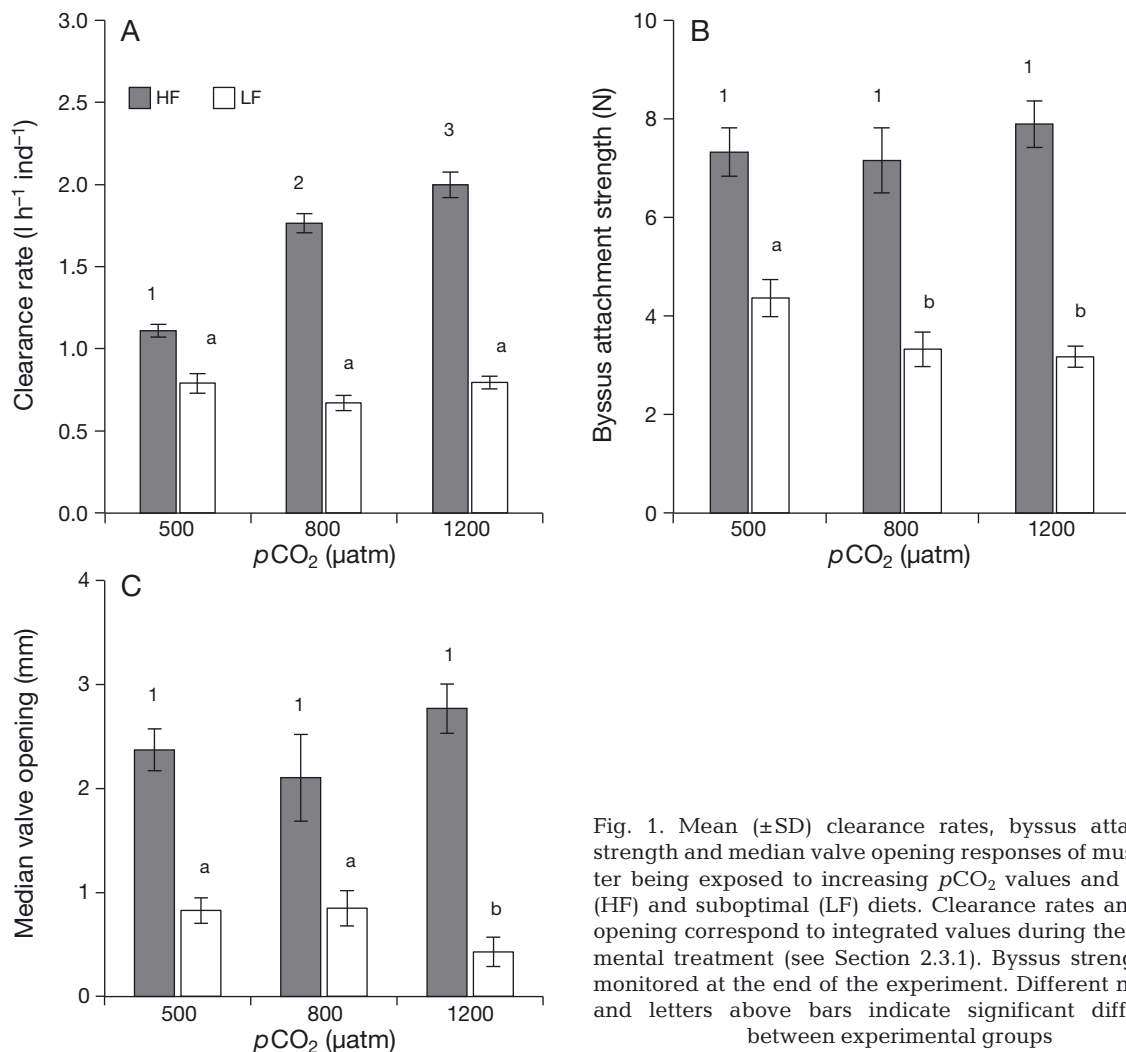 A
3.0
2.5
2.0
1.5
1.0
0.5
0.0
Clearance rate (l h⁻¹ ind⁻¹)
HF LF
1
a
2
a
3
a
500 800 1200
pCO₂ (µatm)
B
10
8
6
4
2
0
Byssus attachment strength (N)
1
a
1
b
1
b
500 800 1200
pCO₂ (µatm)
C
4
3
2
1
0
Median valve opening (mm)
1
a
1
a
1
b
500 800 1200
pCO₂ (µatm)
Fig. 1. Mean (±SD) clearance rates, byssus atta
strength and median valve opening responses of mus
ter being exposed to increasing pCO₂ values and
(HF) and suboptimal (LF) diets. Clearance rates an
opening correspond to integrated values during the
mental treatment (see Section 2.3.1). Byssus streng
monitored at the end of the experiment. Different n
and letters above bars indicate significant diff
between experimental groups